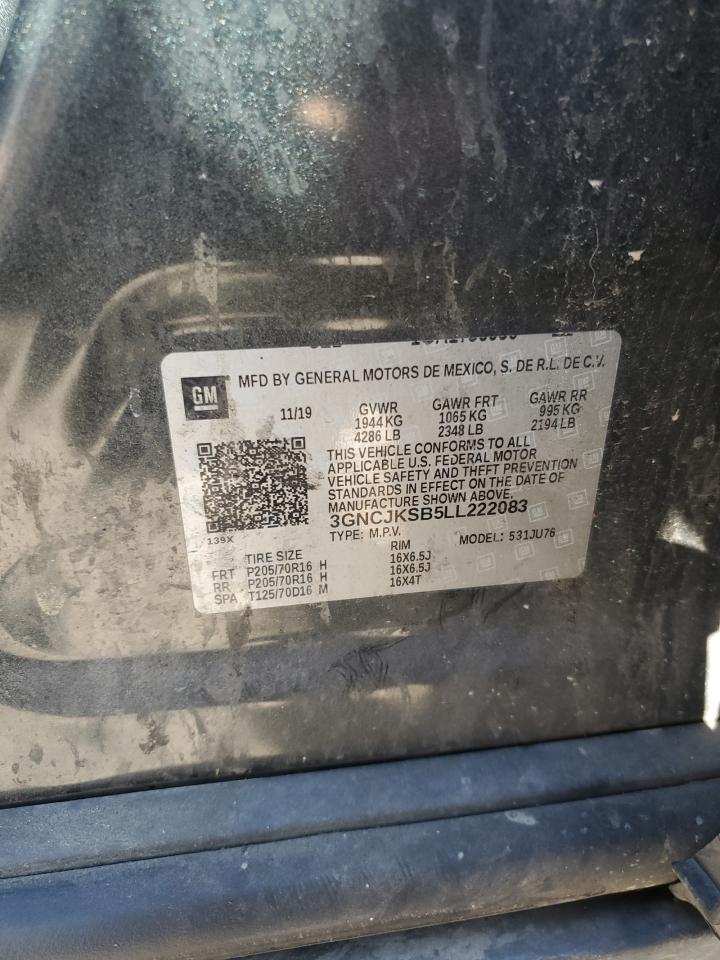 MFD BY GENERAL MOTORS DE MEXICO, S. DE R.L. DE C.V.
GM
11/19 GVWR GAWR FRT GAWR RR
1944 KG 1065 KG 995 KG
4286 LB 2348 LB 2194 LB
THIS VEHICLE CONFORMS TO ALL
APPLICABLE U.S. FEDERAL MOTOR
VEHICLE SAFETY AND THEFT PREVENTION
STANDARDS IN EFFECT ON THE DATE OF
MANUFACTURE SHOWN ABOVE.
3GNCJKSB5LL222083
139X TYPE: M.P.V. MODEL: 531JU76
TIRE SIZE RIM
FRT P205/70R16 H 16X6.5J
RR P205/70R16 H 16X6.5J
SPA T125/70D16 M 16X4T